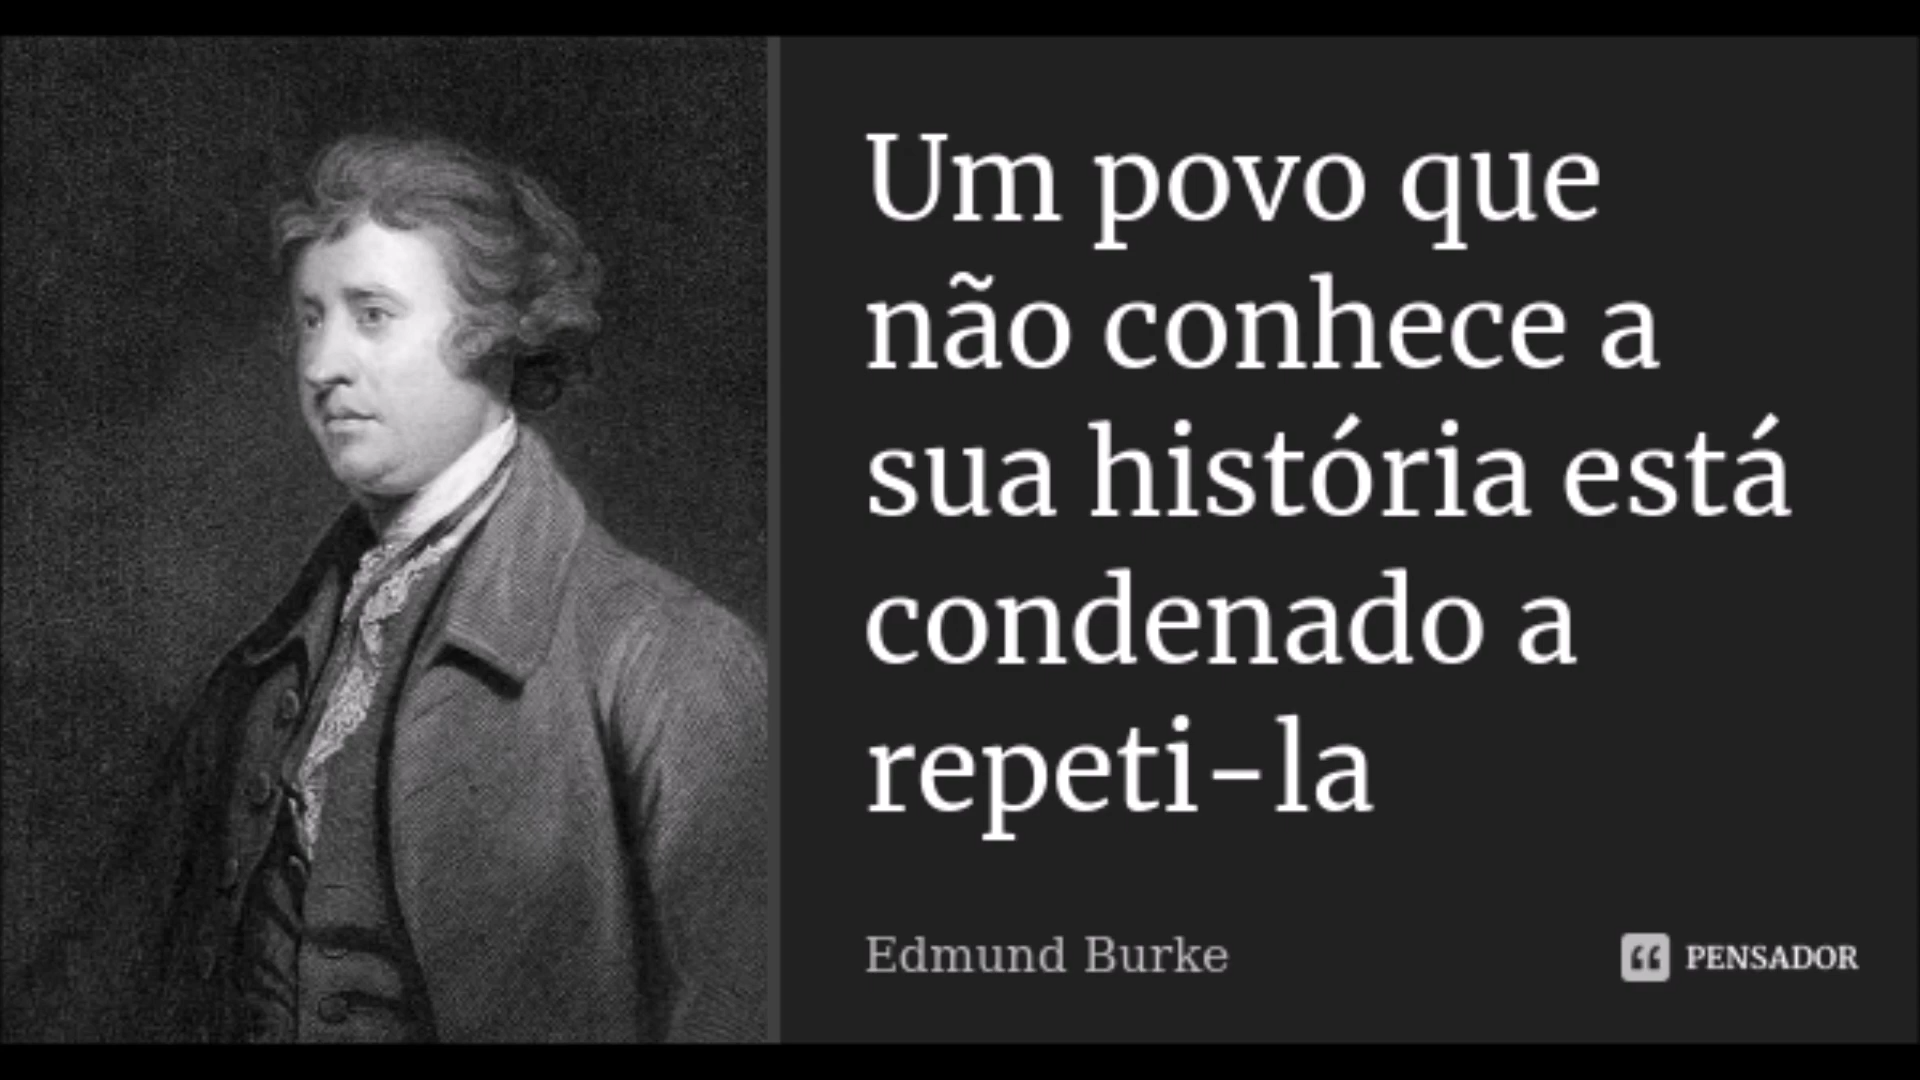 Um povo que
não conhece a
sua história está
condenado a
repeti-la
Edmund Burke
PENSADOR